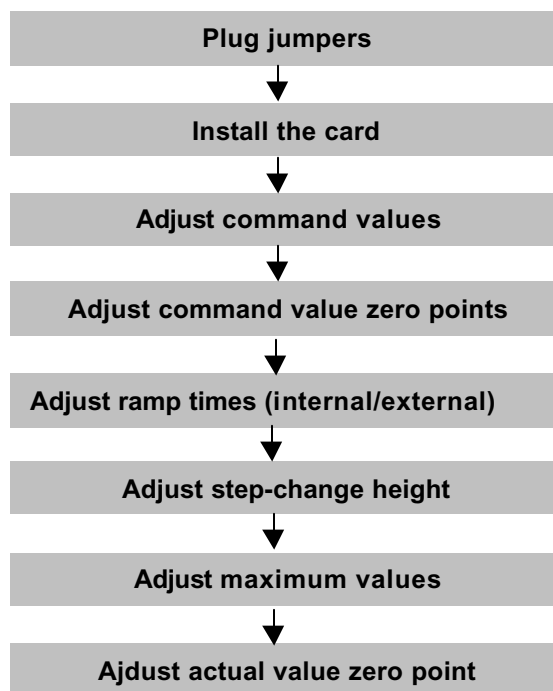 Plug jumpers
Install the card
Adjust command values
Adjust command value zero points
Adjust ramp times (internal/external)
Adjust step-change height
Adjust maximum values
Ajdust actual value zero point